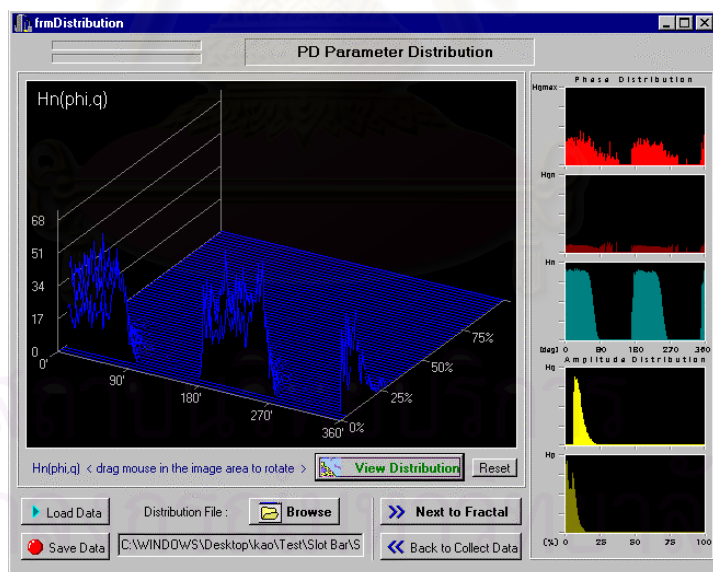 frmDistribution
PD Parameter Distribution
Hn(phi,q)
68
51
34
17
0
0'
90'
180'
270'
360'
0%
25%
50%
75%
Hn(phi,q) < drag mouse in the image area to rotate >
View Distribution
Reset
Load Data
Distribution File :
Browse
Next to Fractal
Save Data
C:\WINDOWS\Desktop\kao\Test\Slot Bar\S
Back to Collect Data
Phase Distribution
Hqmax
Hqn
Hn
(deg) 0 90 180 270 360
Amplitude Distribution
Hq
Hp
(%) 0 25 50 75 100